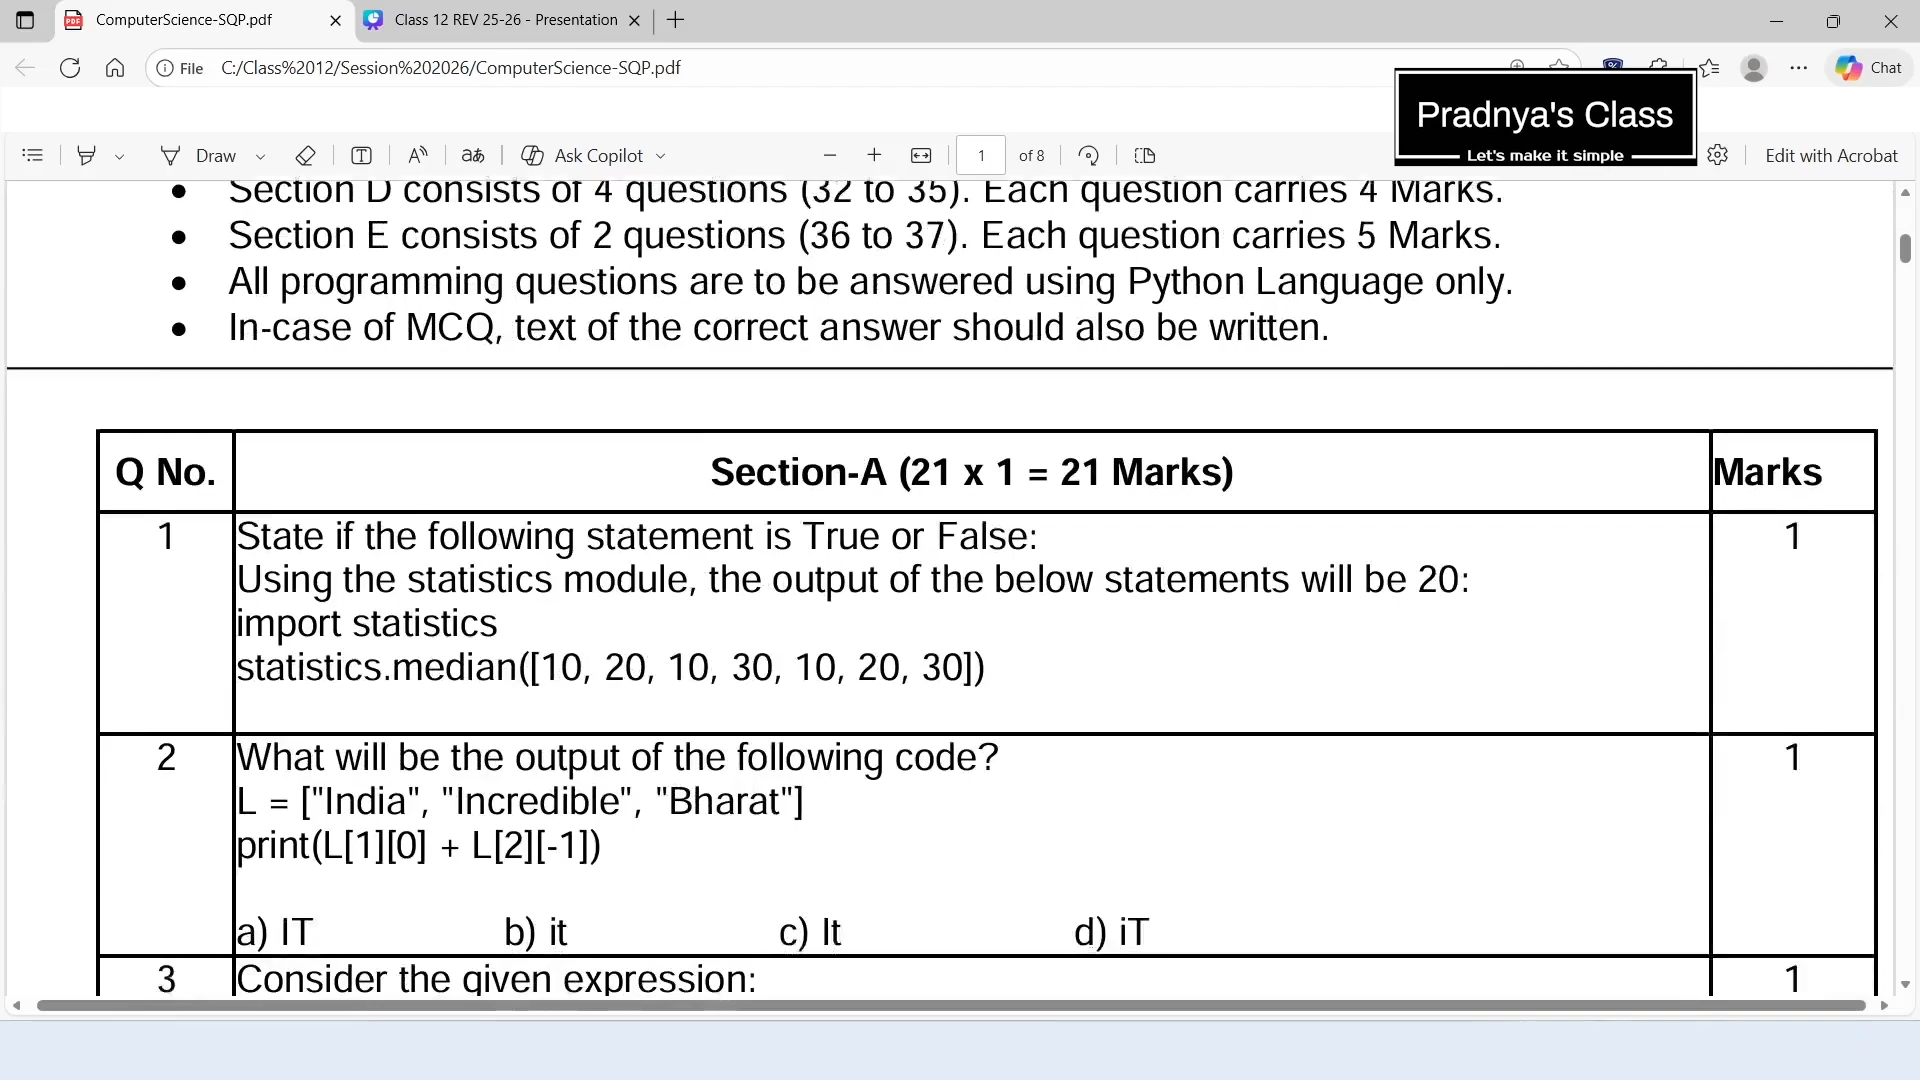 ComputerScience-SQP.pdf
Class 12 REV 25-26 - Presentation
File C:/Class%2012/Session%202026/ComputerScience-SQP.pdf
Chat
Pradnya's Class
Let's make it simple
Draw
Ask Copilot
1 of 8
Edit with Acrobat
• Section D consists of 4 questions (32 to 35). Each question carries 4 Marks.
• Section E consists of 2 questions (36 to 37). Each question carries 5 Marks.
• All programming questions are to be answered using Python Language only.
• In-case of MCQ, text of the correct answer should also be written.
Q No. Section-A (21 x 1 = 21 Marks) Marks
1 State if the following statement is True or False: 1
Using the statistics module, the output of the below statements will be 20:
import statistics
statistics.median([10, 20, 10, 30, 10, 20, 30])
2 What will be the output of the following code? 1
L = ["India", "Incredible", "Bharat"]
print(L[1][0] + L[2][-1])
a) IT b) it c) It d) iT
3 Consider the given expression: 1